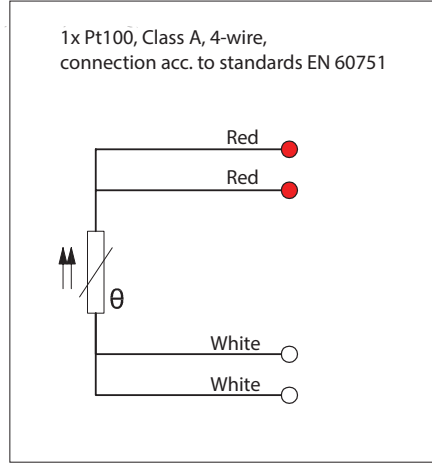 1x Pt100, Class A, 4-wire,
connection acc. to standards EN 60751
Red
Red
θ
White
White